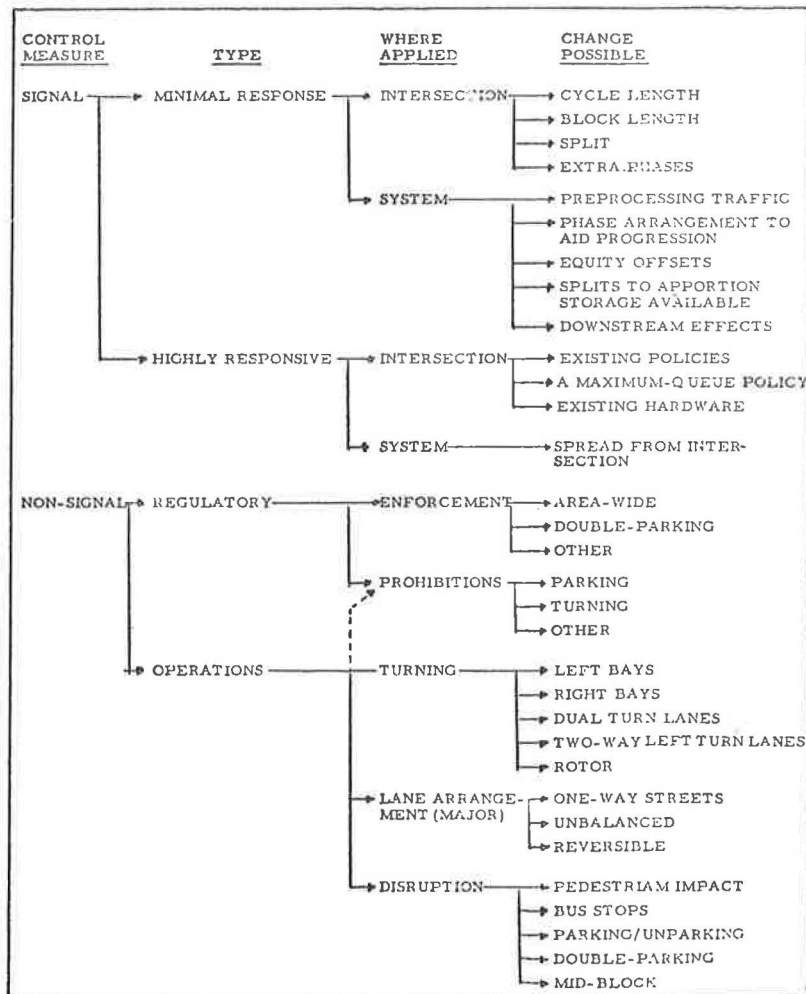 CONTROL MEASURE TYPE WHERE APPLIED CHANGE POSSIBLE
SIGNAL MINIMAL RESPONSE INTERSECTION CYCLE LENGTH
BLOCK LENGTH
SPLIT
EXTRA-PHASES
SYSTEM PREPROCESSING TRAFFIC
PHASE ARRANGEMENT TO
AID PROGRESSION
EQUITY OFFSETS
SPLITS TO APPORTION
STORAGE AVAILABLE
DOWNSTREAM EFFECTS
HIGHLY RESPONSIVE INTERSECTION EXISTING POLICIES
A MAXIMUM-QUEUE POLICY
EXISTING HARDWARE
SYSTEM SPREAD FROM INTER-
SECTION
NON-SIGNAL REGULATORY ENFORCEMENT AREA-WIDE
DOUBLE-PARKING
OTHER
PROHIBITIONS PARKING
TURNING
OTHER
OPERATIONS TURNING LEFT BAYS
RIGHT BAYS
DUAL TURN LANES
TWO-WAY LEFT TURN LANES
ROTOR
LANE ARRANGE- ONE-WAY STREETS
MENT (MAJOR) UNBALANCED
REVERSIBLE
DISRUPTION PEDESTRIAM IMPACT
BUS STOPS
PARKING/UNPARKING
DOUBLE-PARKING
MID-BLOCK